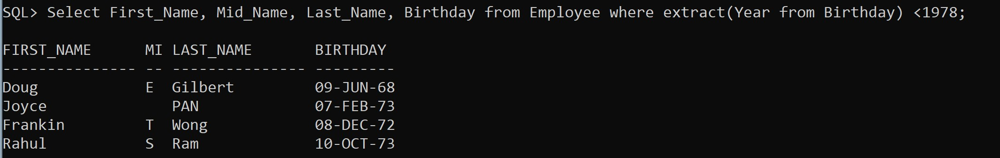 SQL> Select First_Name, Mid_Name, Last_Name, Birthday from Employee where extract(Year from Birthday) <1978;
FIRST_NAME      MI LAST_NAME       BIRTHDAY
--------------- -- --------------- ---------
Doug            E  Gilbert         09-JUN-68
Joyce              PAN             07-FEB-73
Frankin         T  Wong            08-DEC-72
Rahul           S  Ram             10-OCT-73